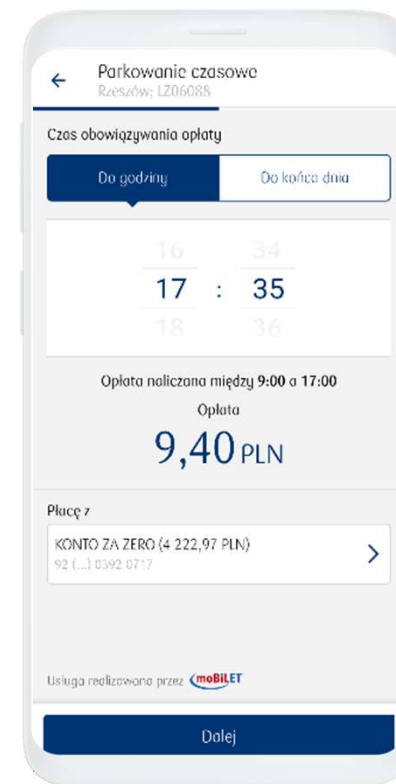 Parkowanie czasowe
Rzeszów; LZ06088
Czas obowiązywania opłaty
Do godziny
Do końca dnia
16 34
17 : 35
18 36
Opłata naliczana między 9:00 a 17:00
Opłata
9,40 PLN
Płacę z
KONTO ZA ZERO (4 222,97 PLN)
92 (...) 0392 0717
Usługa realizowana przez moBiLET
Dalej